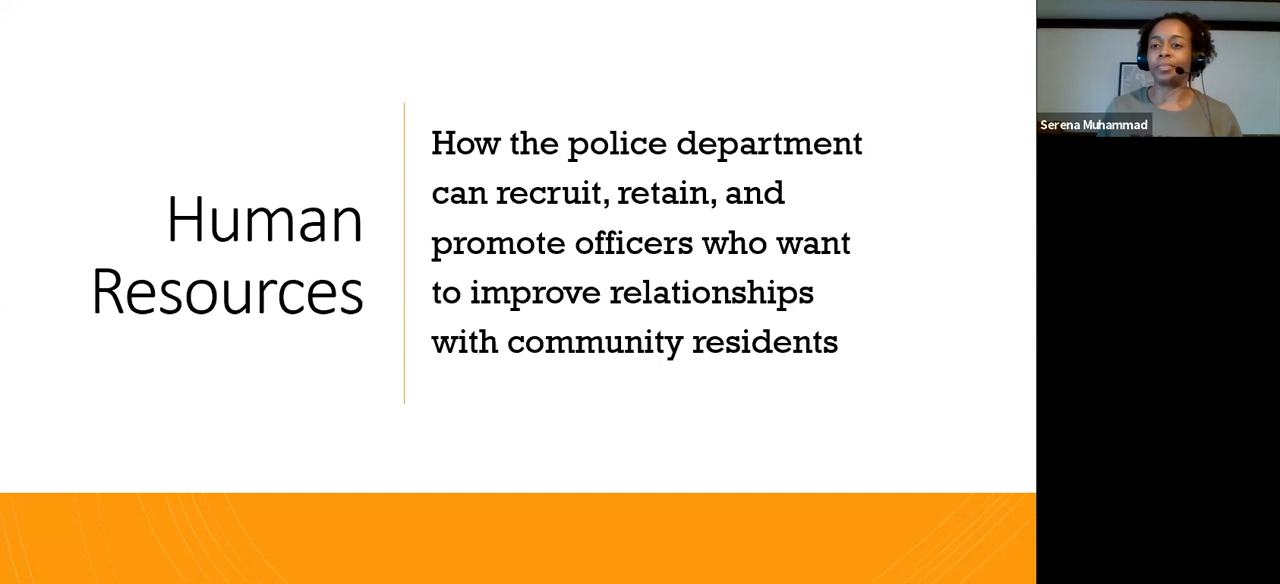 Human
Resources
How the police department
can recruit, retain, and
promote officers who want
to improve relationships
with community residents
Serena Muhammad